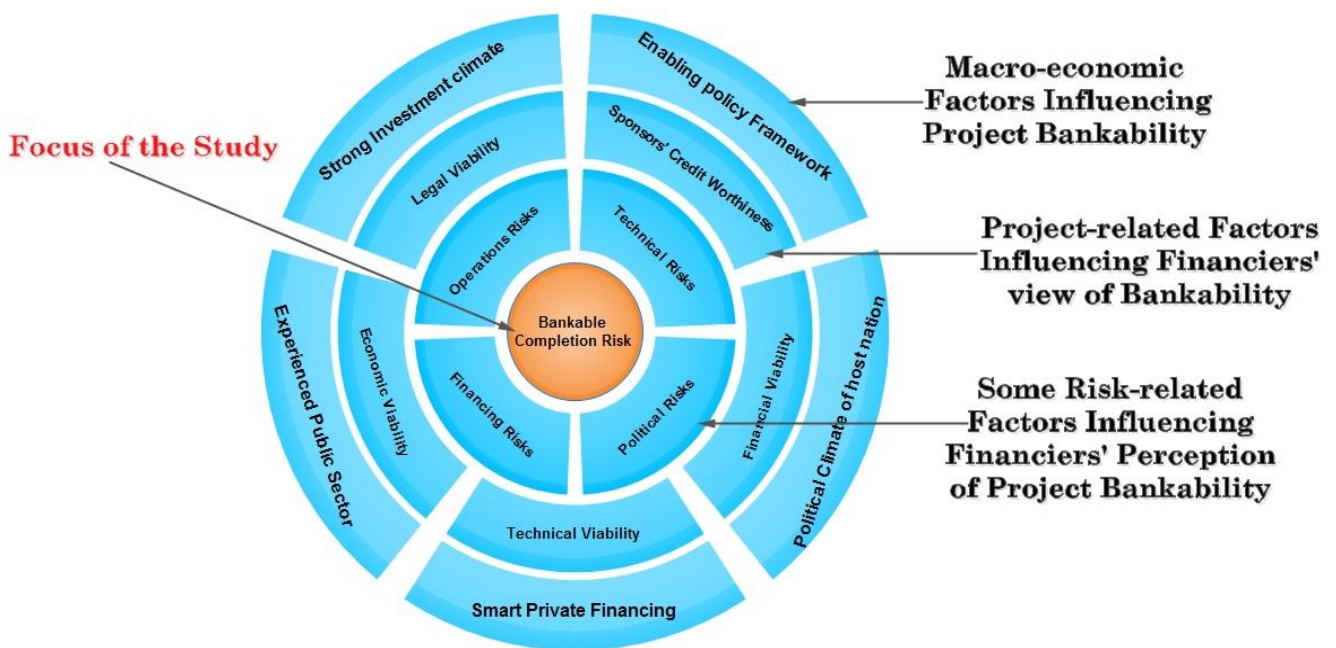 Focus of the Study
Strong Investment climate
Enabling policy Framework
Political Climate of host nation
Smart Private Financing
Experienced Public Sector
Legal Viability
Sponsors' Credit Worthiness
Financial Viability
Technical Viability
Economic Viability
Operations Risks
Technical Risks
Political Risks
Financing Risks
Bankable
Completion Risk
Macro-economic
Factors Influencing
Project Bankability
Project-related Factors
Influencing Financiers'
view of Bankability
Some Risk-related
Factors Influencing
Financiers' Perception
of Project Bankability